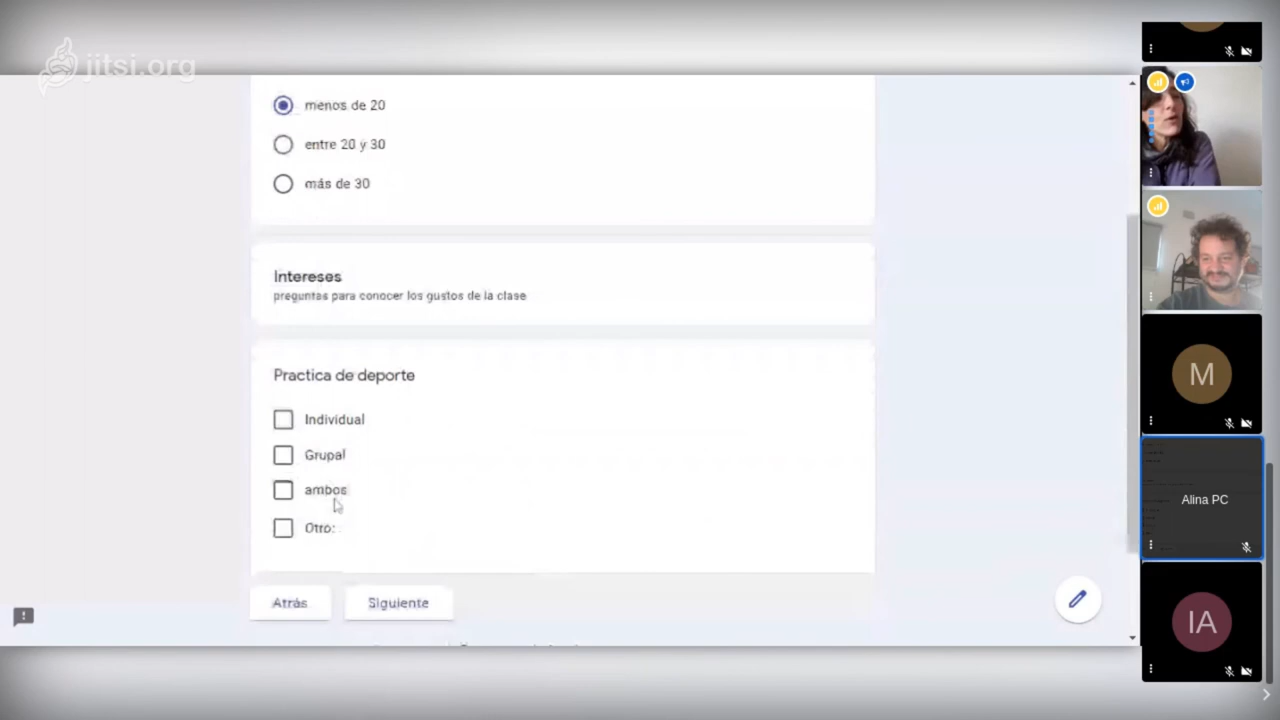 jitsi.org
menos de 20
entre 20 y 30
más de 30
Intereses
preguntas para conocer los gustos de la clase
Practica de deporte
Individual
Grupal
ambos
Otro:
Atrás
Siguiente
M
Alina PC
IA